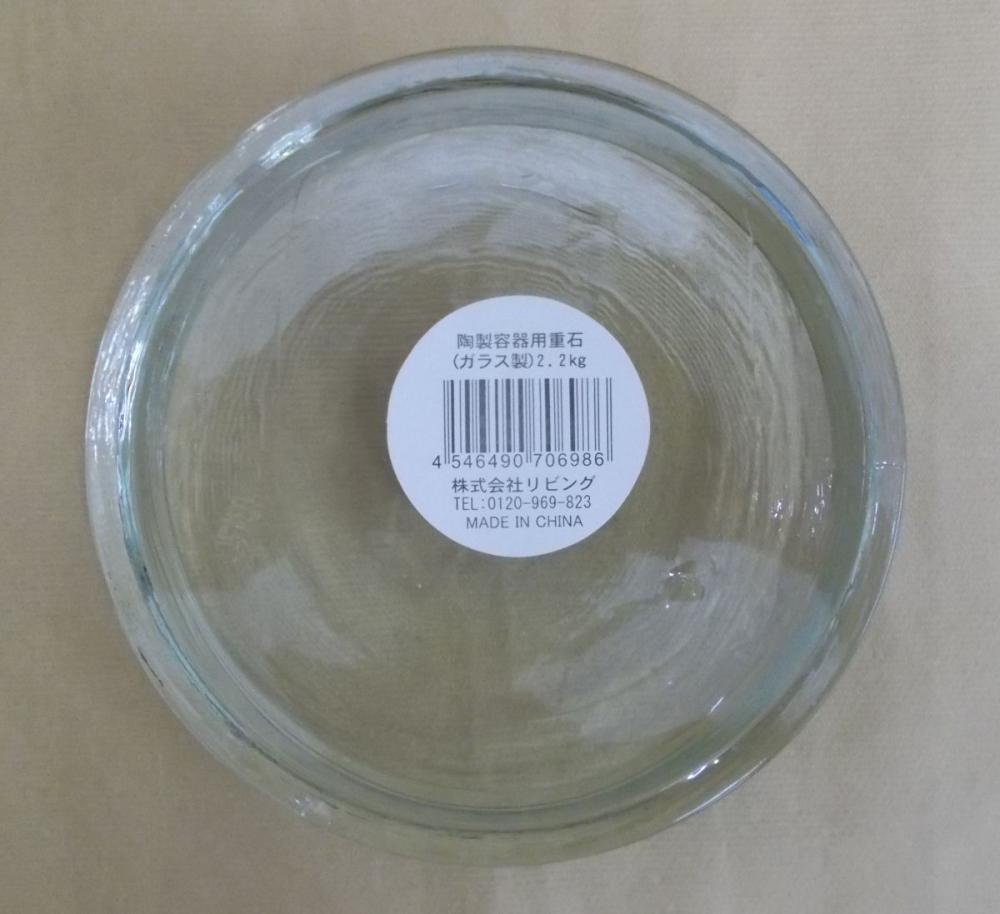 陶製容器用重石
(ガラス製)2.2kg
4 546490 706986
株式会社リビング
TEL:0120-969-823
MADE IN CHINA